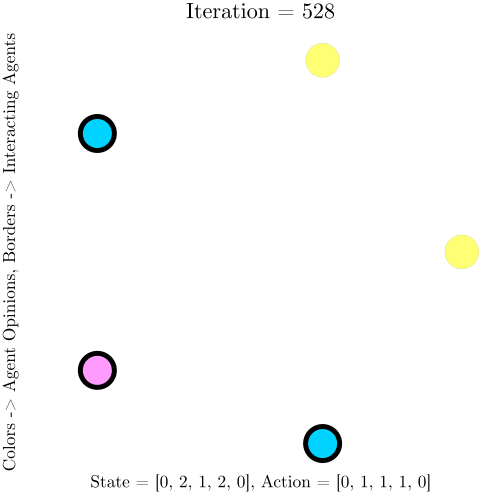 Iteration = 528
Colors -> Agent Opinions, Borders -> Interacting Agents
State = [0, 2, 1, 2, 0], Action = [0, 1, 1, 1, 0]